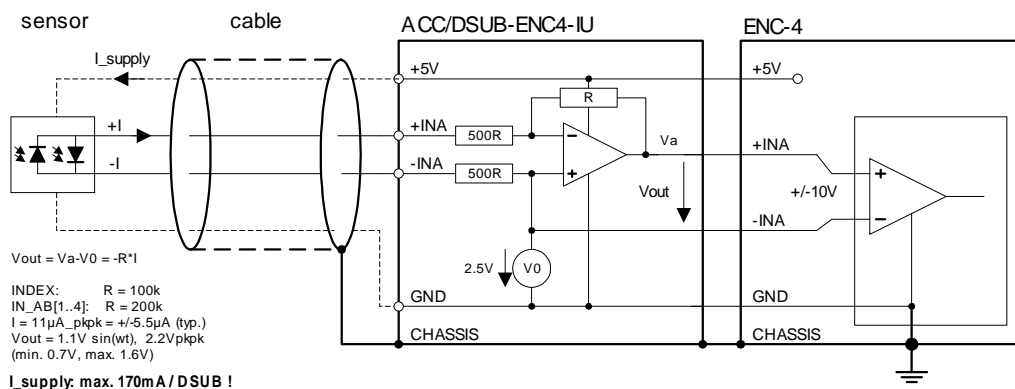 sensor
cable
ACC/DSUB-ENC4-IU
ENC-4
I_supply
+5V
+5V
R
+I
+INA
500R
Va
+INA
-I
-INA
500R
Vout
+/-10V
-INA
Vout = Va-V0 = -R*I
2.5V
V0
INDEX: R = 100k
IN_AB[1..4]: R = 200k
GND
GND
I = 11µA_pkpk = +/-5.5µA (typ.)
Vout = 1.1V sin(wt), 2.2Vpkpk
CHASSIS
CHASSIS
(min. 0.7V, max. 1.6V)
I_supply: max. 170mA / DSUB !